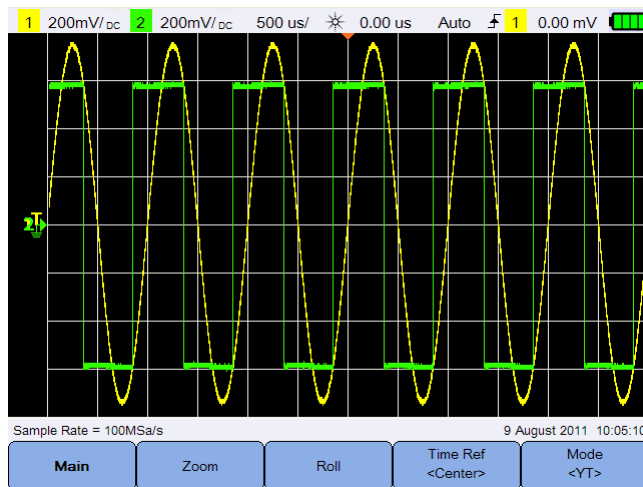 1 200mV/ DC 2 200mV/ DC 500 us/ 0.00 us Auto 1 0.00 mV
2 T
Sample Rate = 100MSa/s 9 August 2011 10:05:10
Main Zoom Roll Time Ref <Center> Mode <YT>